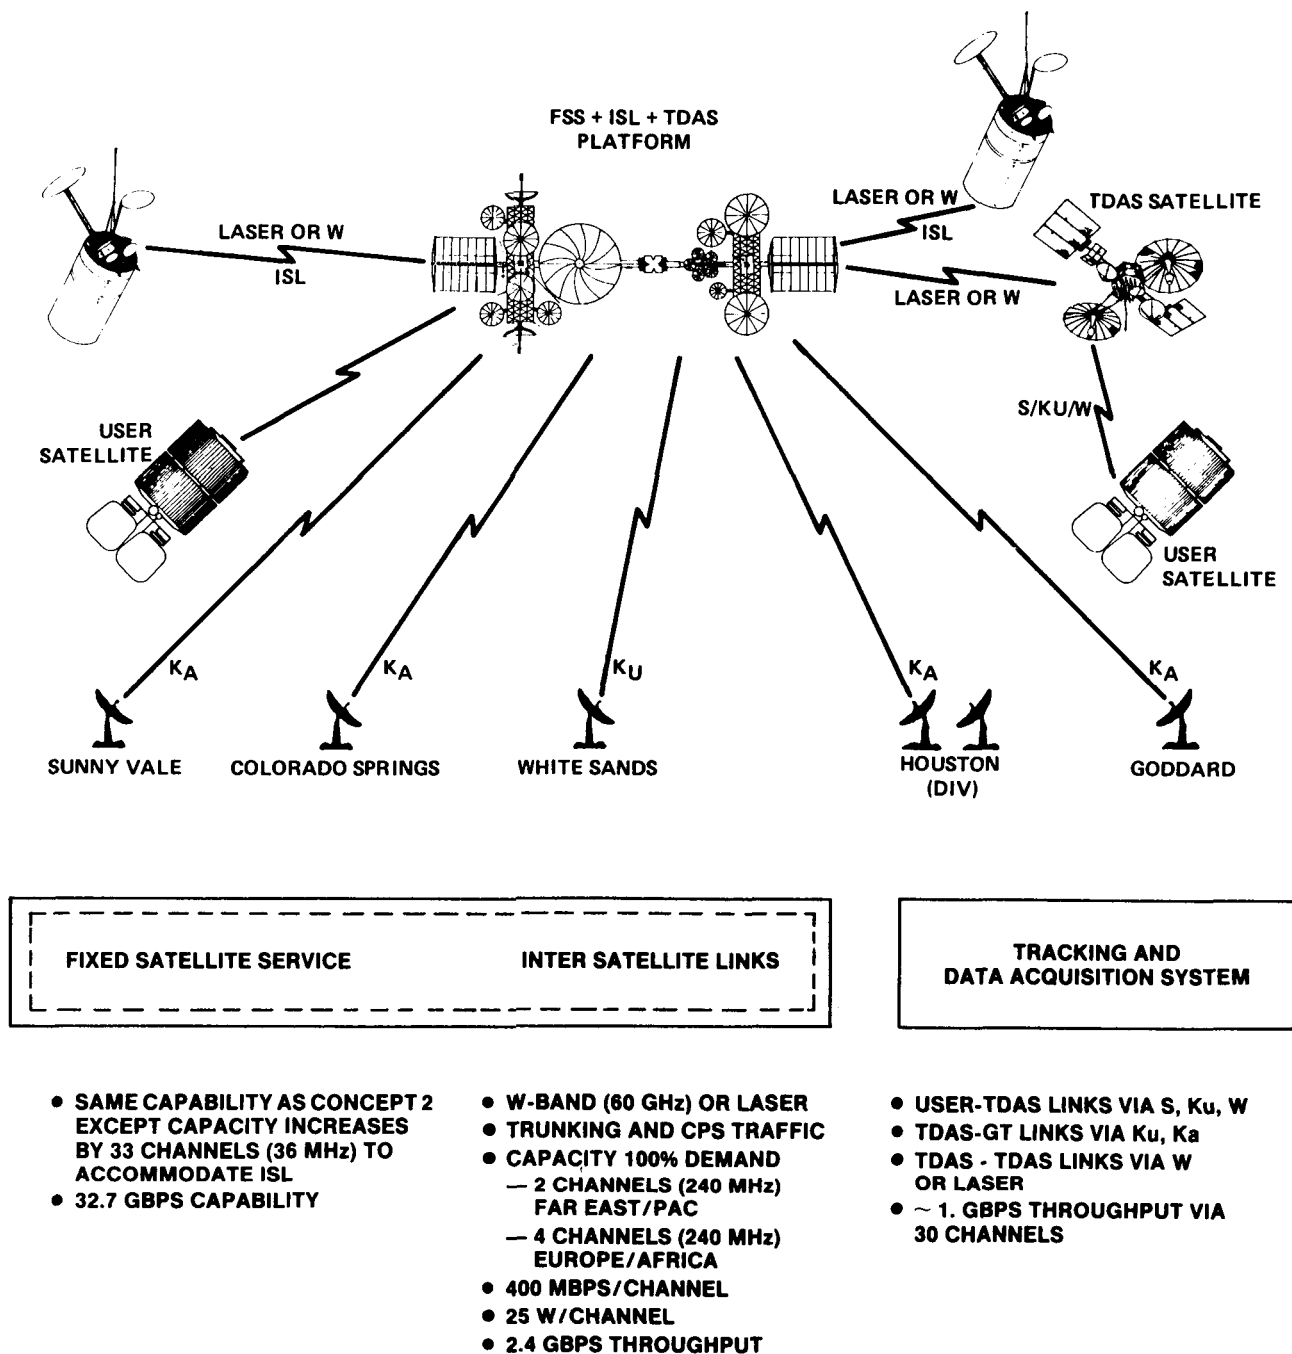 FSS + ISL + TDAS
PLATFORM
LASER OR W
ISL
LASER OR W
ISL
TDAS SATELLITE
LASER OR W
USER
SATELLITE
S/KU/W
USER
SATELLITE
KA
KA
KU
KA
KA
SUNNY VALE
COLORADO SPRINGS
WHITE SANDS
HOUSTON
(DIV)
GODDARD
FIXED SATELLITE SERVICE
INTER SATELLITE LINKS
TRACKING AND
DATA ACQUISITION SYSTEM
● SAME CAPABILITY AS CONCEPT 2
EXCEPT CAPACITY INCREASES
BY 33 CHANNELS (36 MHz) TO
ACCOMMODATE ISL
● 32.7 GBPS CAPABILITY
● W-BAND (60 GHz) OR LASER
● TRUNKING AND CPS TRAFFIC
● CAPACITY 100% DEMAND
— 2 CHANNELS (240 MHz)
FAR EAST/PAC
— 4 CHANNELS (240 MHz)
EUROPE/AFRICA
● 400 MBPS/CHANNEL
● 25 W/CHANNEL
● 2.4 GBPS THROUGHPUT
● USER-TDAS LINKS VIA S, Ku, W
● TDAS-GT LINKS VIA Ku, Ka
● TDAS - TDAS LINKS VIA W
OR LASER
● ~ 1. GBPS THROUGHPUT VIA
30 CHANNELS